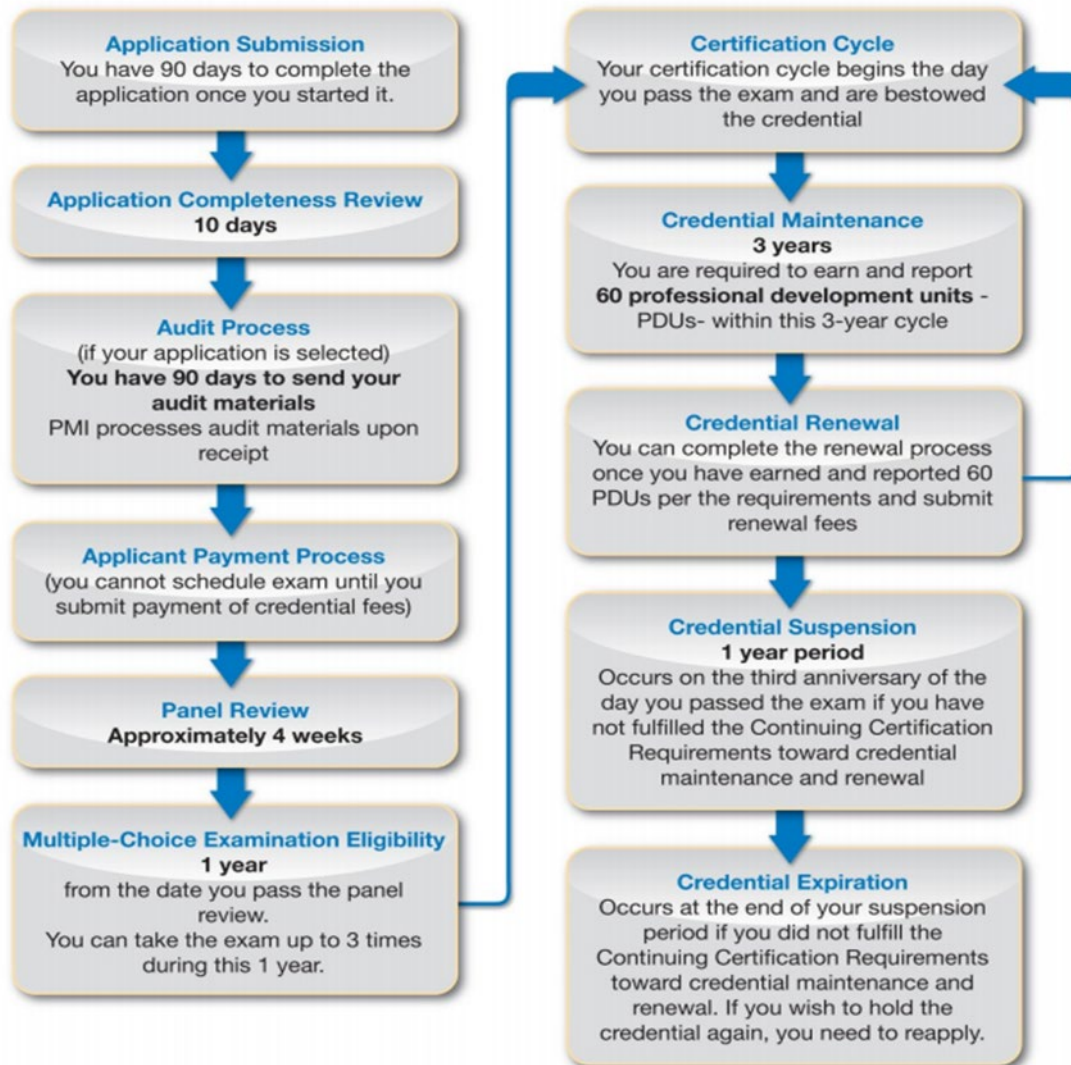 Application Submission
You have 90 days to complete the
application once you started it.
Application Completeness Review
10 days
Audit Process
(if your application is selected)
You have 90 days to send your
audit materials
PMI processes audit materials upon
receipt
Applicant Payment Process
(you cannot schedule exam until you
submit payment of credential fees)
Panel Review
Approximately 4 weeks
Multiple-Choice Examination Eligibility
1 year
from the date you pass the panel
review.
You can take the exam up to 3 times
during this 1 year.
Certification Cycle
Your certification cycle begins the day
you pass the exam and are bestowed
the credential
Credential Maintenance
3 years
You are required to earn and report
60 professional development units -
PDUs- within this 3-year cycle
Credential Renewal
You can complete the renewal process
once you have earned and reported 60
PDUs per the requirements and submit
renewal fees
Credential Suspension
1 year period
Occurs on the third anniversary of the
day you passed the exam if you have
not fulfilled the Continuing Certification
Requirements toward credential
maintenance and renewal
Credential Expiration
Occurs at the end of your suspension
period if you did not fulfill the
Continuing Certification Requirements
toward credential maintenance and
renewal. If you wish to hold the
credential again, you need to reapply.